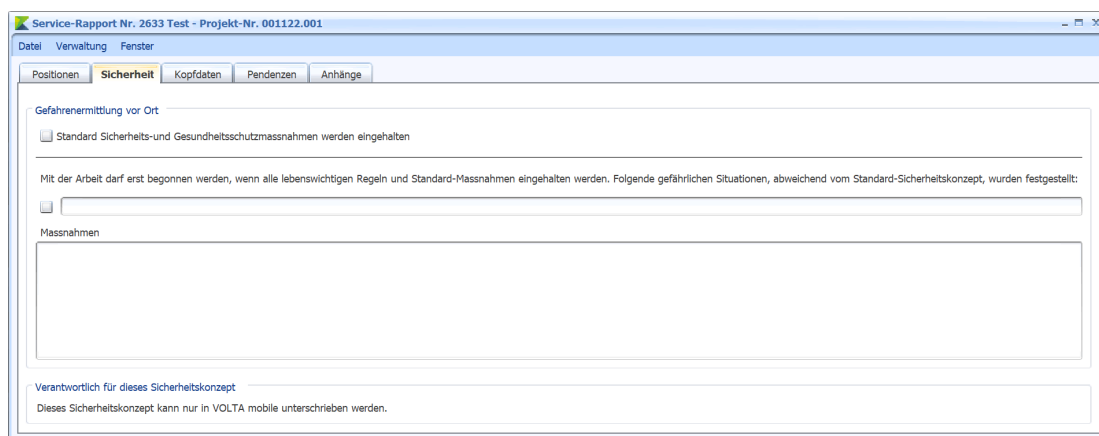 Service-Rapport Nr. 2633 Test - Projekt-Nr. 001122.001
Datei Verwaltung Fenster
Positionen Sicherheit Kopfdaten Pendenzen Anhänge
Gefahrenermittlung vor Ort
Standard Sicherheits-und Gesundheitsschutzmassnahmen werden eingehalten
Mit der Arbeit darf erst begonnen werden, wenn alle lebenswichtigen Regeln und Standard-Massnahmen eingehalten werden. Folgende gefährlichen Situationen, abweichend vom Standard-Sicherheitskonzept, wurden festgestellt:
Massnahmen
Verantwortlich für dieses Sicherheitskonzept
Dieses Sicherheitskonzept kann nur in VOLTA mobile unterschrieben werden.